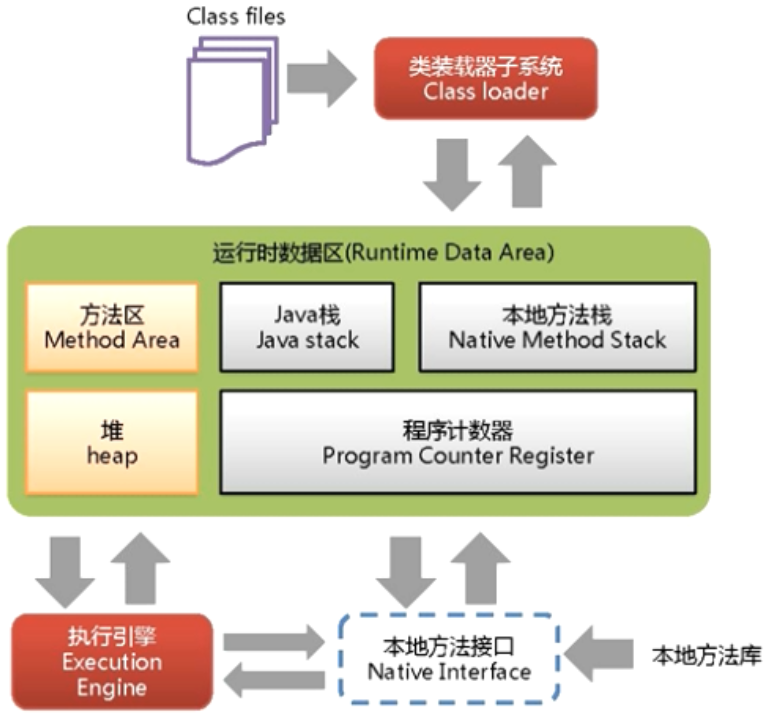 Class files
类装载器子系统
Class loader
运行时数据区(Runtime Data Area)
方法区
Method Area
Java栈
Java stack
本地方法栈
Native Method Stack
堆
heap
程序计数器
Program Counter Register
执行引擎
Execution
Engine
本地方法接口
Native Interface
本地方法库